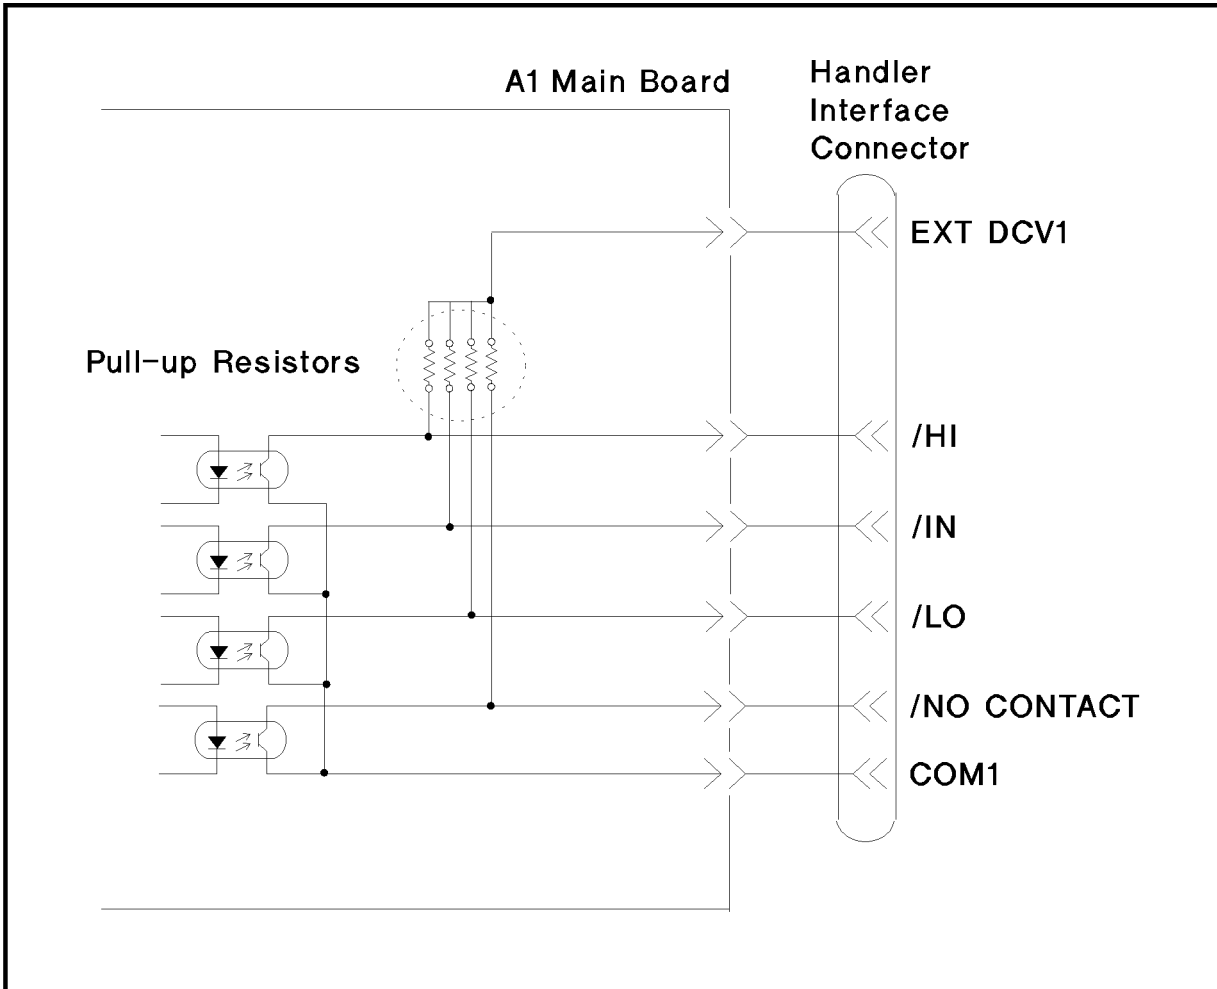 A1 Main Board
Handler
Interface
Connector
EXT DCV1
Pull-up Resistors
/HI
/IN
/LO
/NO CONTACT
COM1